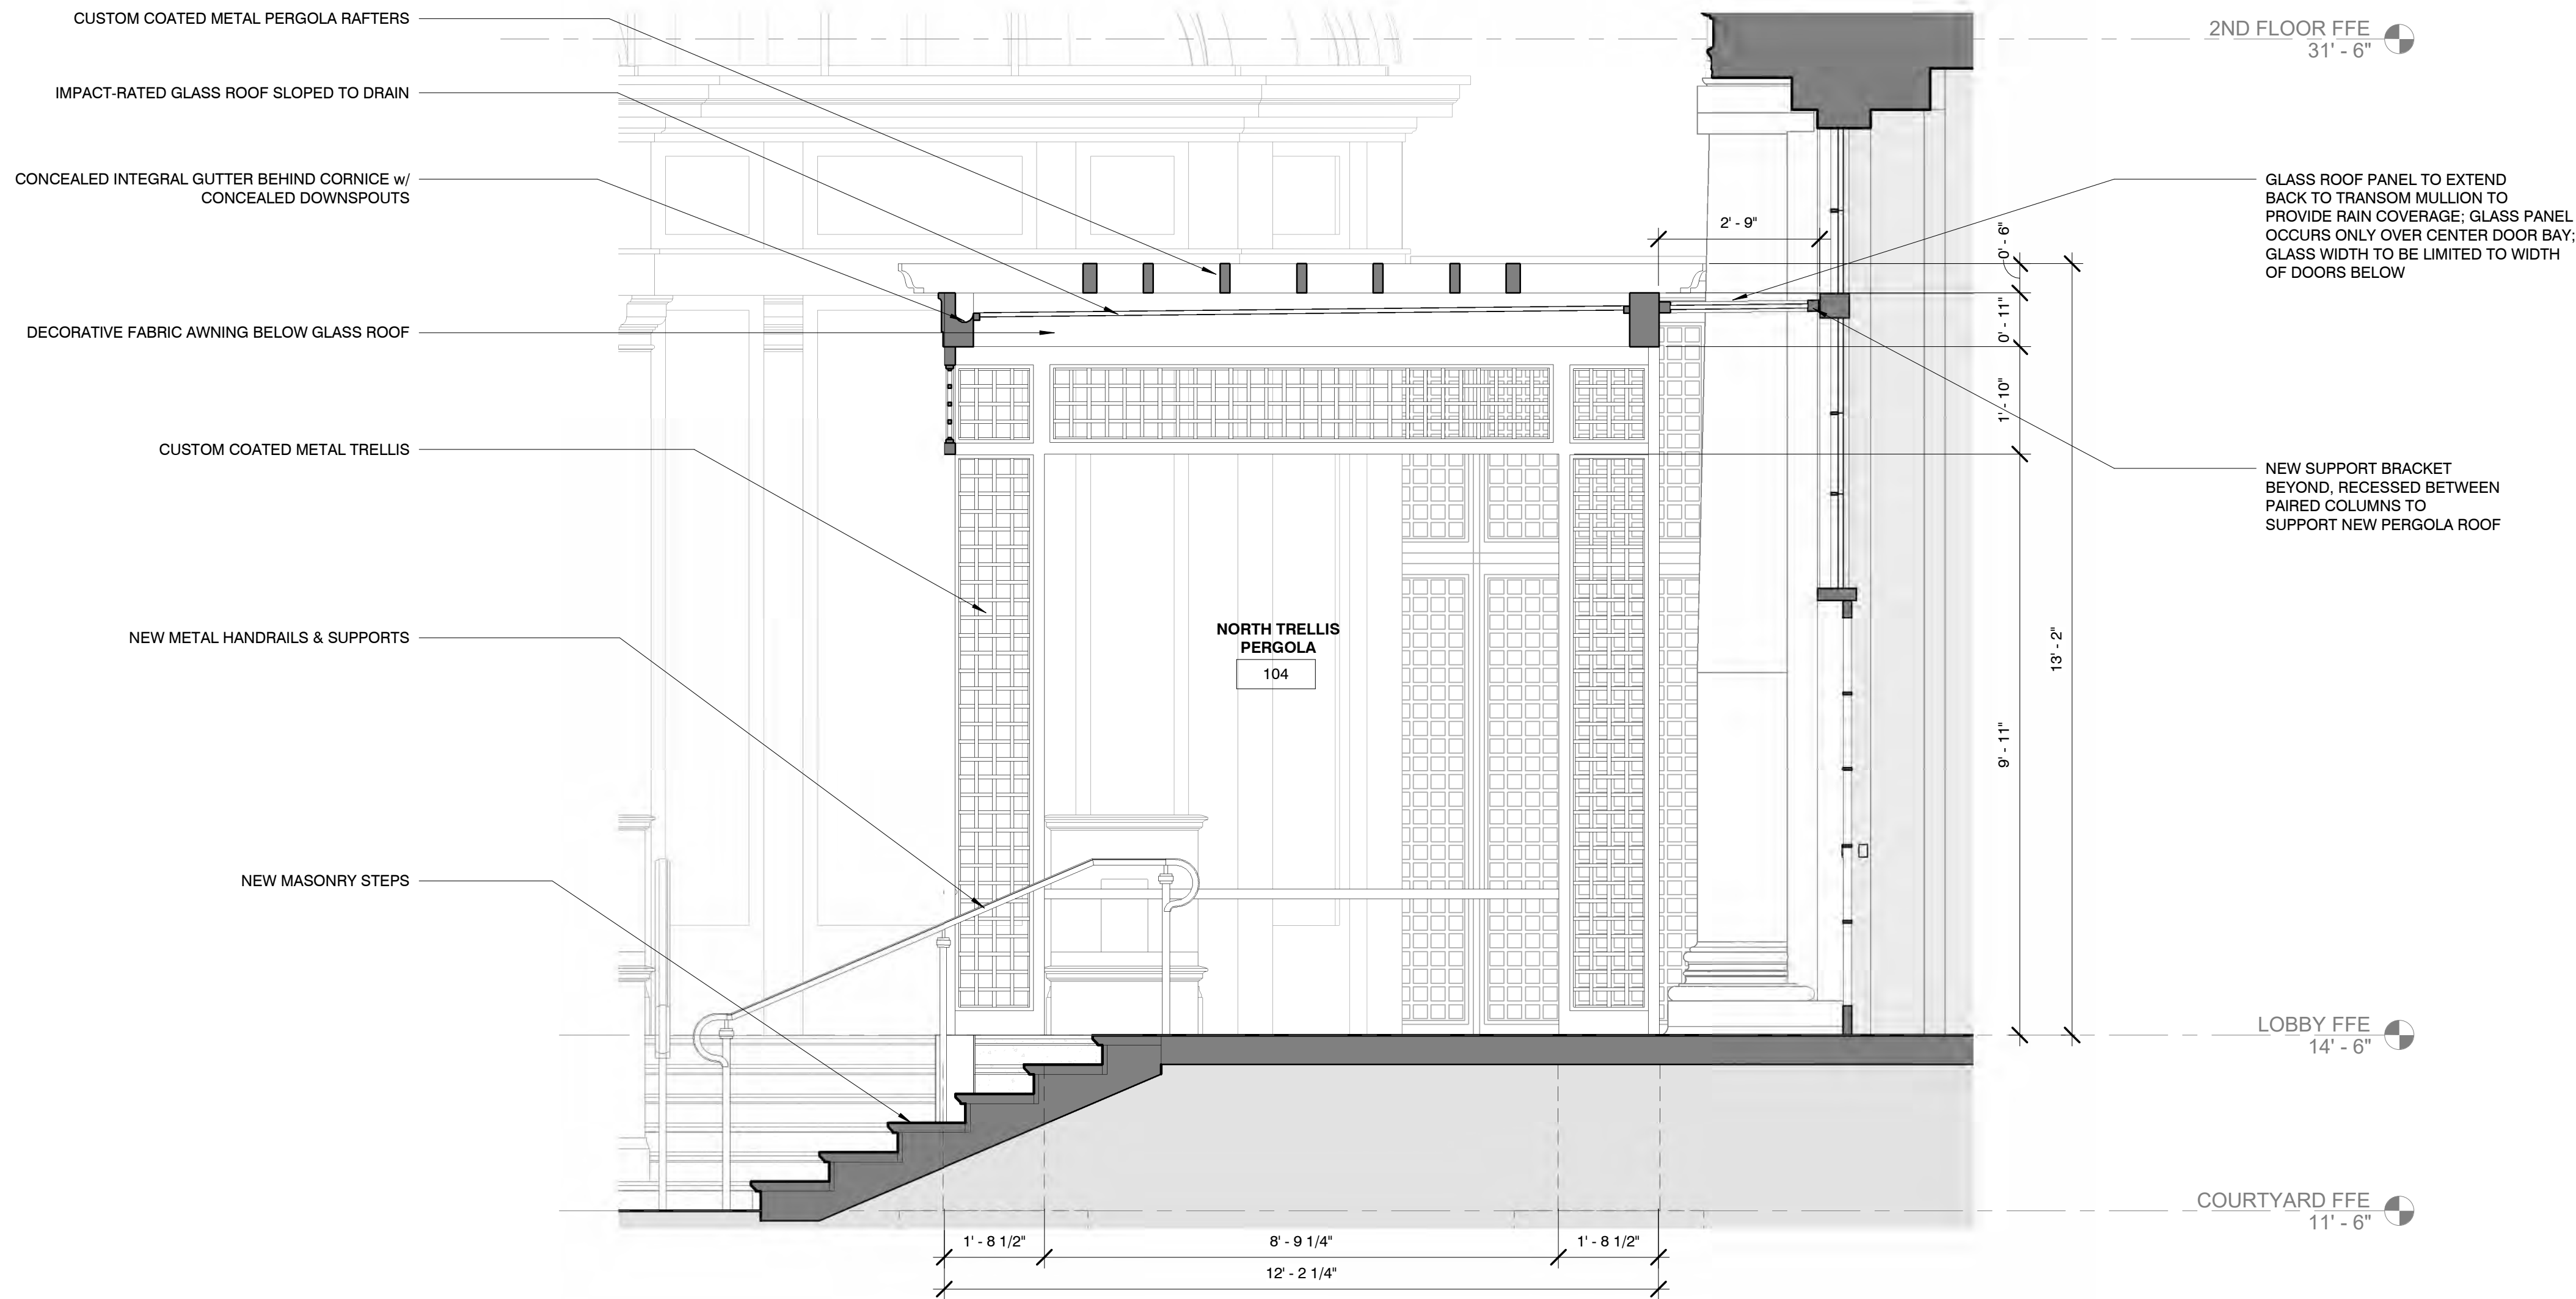 CUSTOM COATED METAL PERGOLA RAFTERS
IMPACT-RATED GLASS ROOF SLOPED TO DRAIN
CONCEALED INTEGRAL GUTTER BEHIND CORNICE w/
CONCEALED DOWNSPOUTS
DECORATIVE FABRIC AWNING BELOW GLASS ROOF
CUSTOM COATED METAL TRELLIS
NEW METAL HANDRAILS & SUPPORTS
NEW MASONRY STEPS
NORTH TRELLIS
PERGOLA
104
2' - 9"
0' - 6"
0' - 11"
1' - 10"
9' - 11"
13' - 2"
1' - 8 1/2"
8' - 9 1/4"
1' - 8 1/2"
12' - 2 1/4"
2ND FLOOR FFE
31' - 6"
GLASS ROOF PANEL TO EXTEND
BACK TO TRANSOM MULLION TO
PROVIDE RAIN COVERAGE; GLASS PANEL
OCCURS ONLY OVER CENTER DOOR BAY;
GLASS WIDTH TO BE LIMITED TO WIDTH
OF DOORS BELOW
NEW SUPPORT BRACKET
BEYOND, RECESSED BETWEEN
PAIRED COLUMNS TO
SUPPORT NEW PERGOLA ROOF
LOBBY FFE
14' - 6"
COURTYARD FFE
11' - 6"